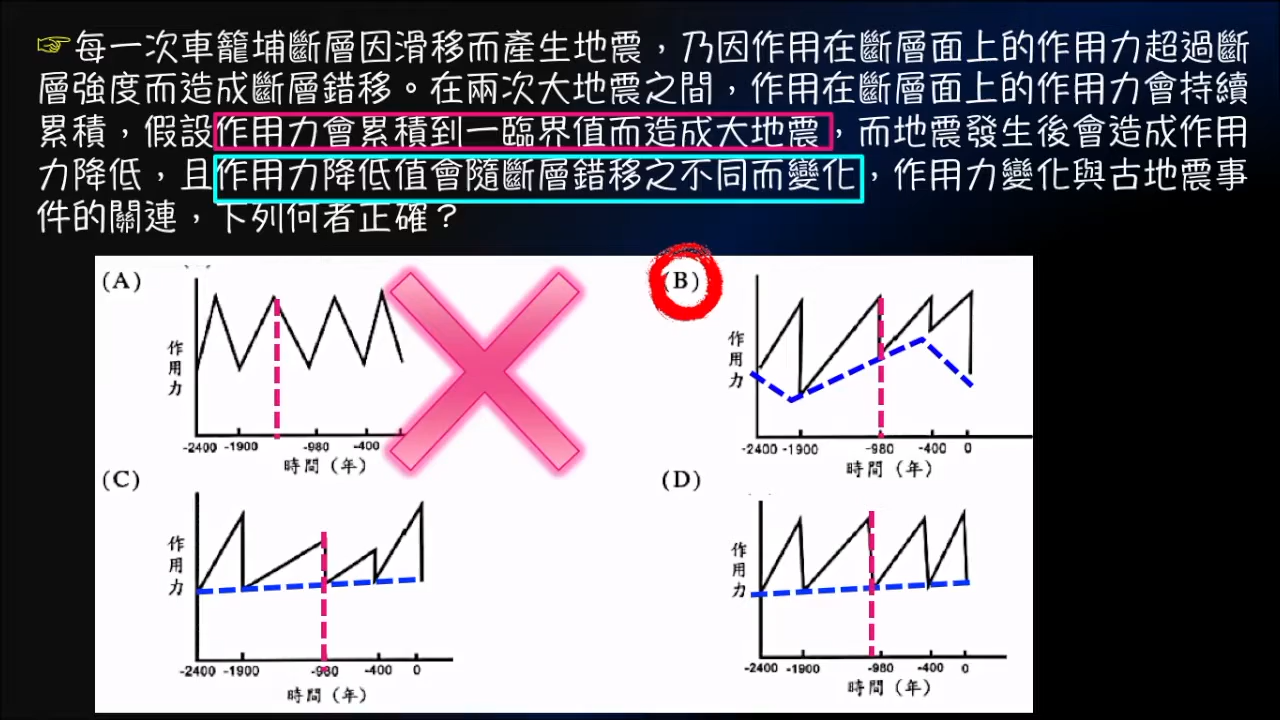 ☞每一次車籠埔斷層因滑移而產生地震，乃因作用在斷層面上的作用力超過斷
層強度而造成斷層錯移。在兩次大地震之間，作用在斷層面上的作用力會持續
累積，假設作用力會累積到一臨界值而造成大地震，而地震發生後會造成作用
力降低，且作用力降低值會隨斷層錯移之不同而變化，作用力變化與古地震事
件的關連，下列何者正確？
(A)
作用力
-2400 -1900 -980 -400
時間（年）
(B)
作用力
-2400 -1900 -980 -400 0
時間（年）
(C)
作用力
-2400 -1900 -980 -400 0
時間（年）
(D)
作用力
-2400 -1900 -980 -400 0
時間（年）